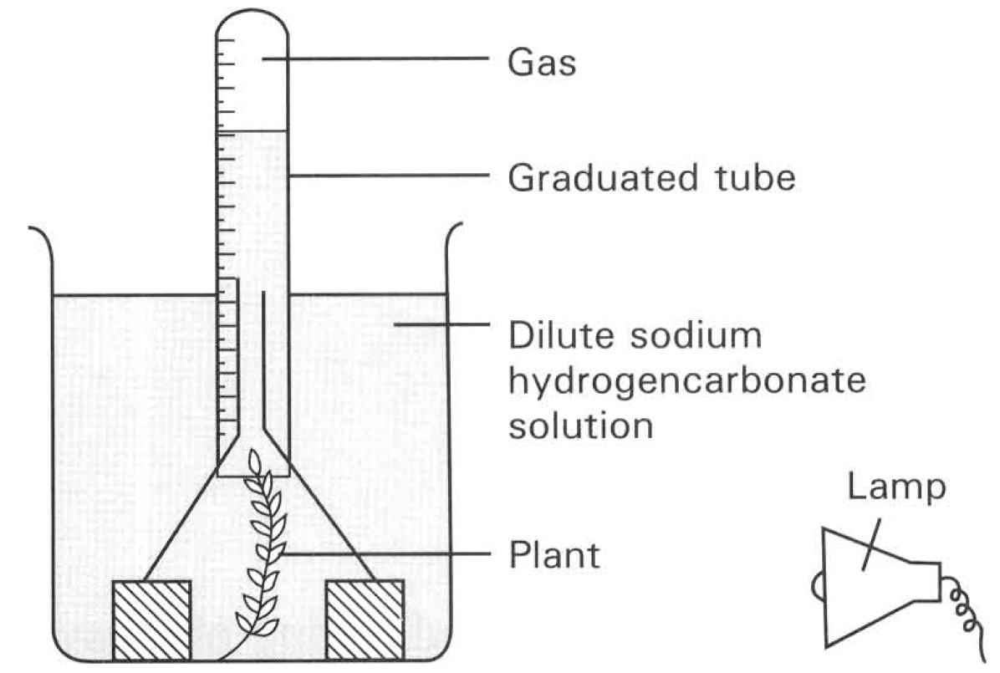 Gas
Graduated tube
Dilute sodium
hydrogencarbonate
solution
Lamp
Plant